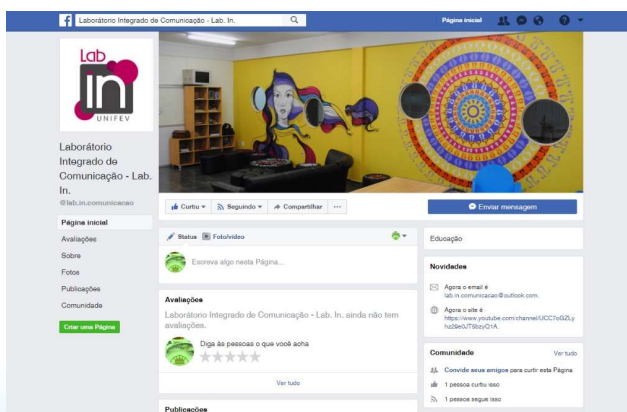 Laborátorio Integrado de Comunicação - Lab. In.
Página inicial
Lab
in
UNIFEV
Laborátorio
Integrado de
Comunicação - Lab.
In.
@lab.in.comunicacao
Página inicial
Avaliações
Sobre
Fotos
Publicações
Comunidade
Criar uma Página
Curtiu
Seguindo
Compartilhar
Enviar mensagem
Status
Foto/vídeo
Escreva algo nesta Página...
Avaliações
Laborátorio Integrado de Comunicação - Lab. In. ainda não tem
avaliações.
Diga às pessoas o que você acha
Ver tudo
Publicações
Educação
Novidades
Agora o email é
lab.in.comunicacao@outlook.com.
Agora o site é
Comunidade
Ver tudo
Convide seus amigos para curtir esta Página
1 pessoa curtiu isso
1 pessoa segue isso